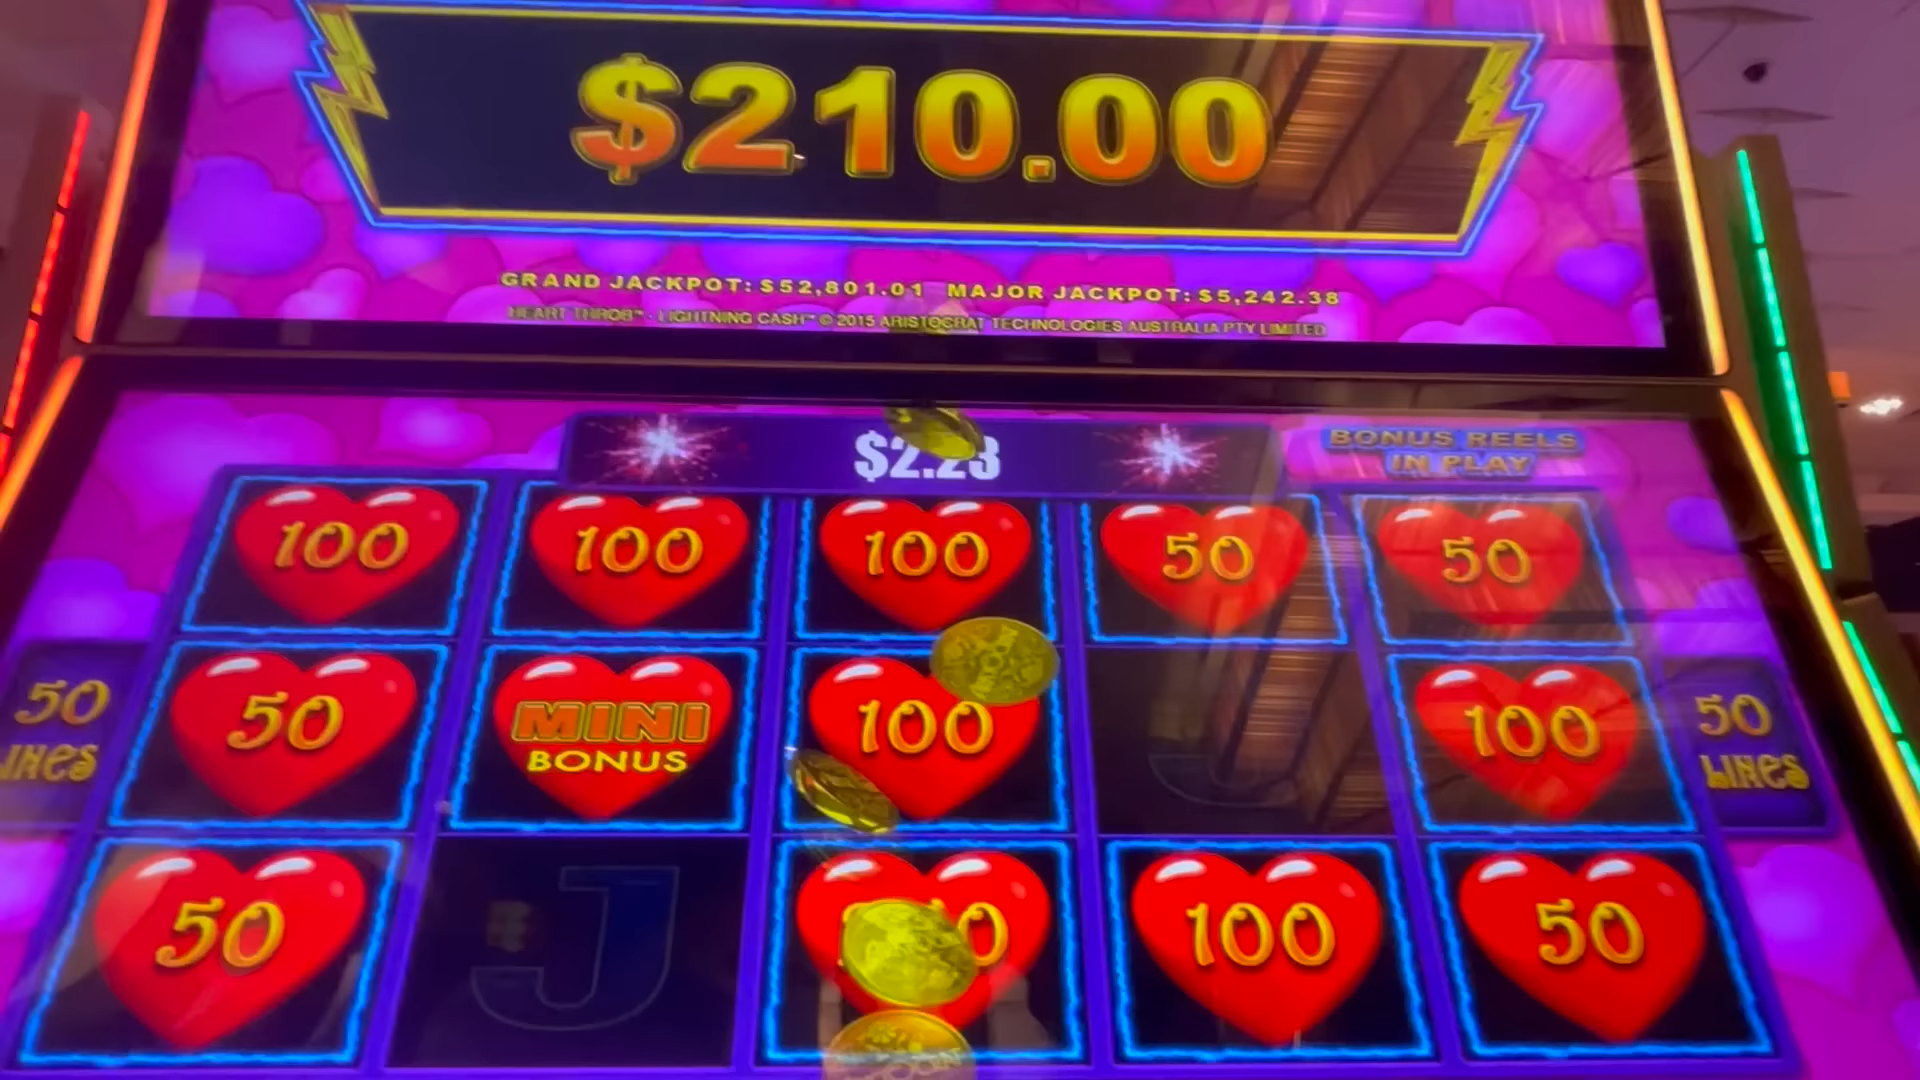 $210.00
GRAND JACKPOT: $52,801.01 MAJOR JACKPOT: $5,242.38
HEART THROB™ - LIGHTNING CASH™ © 2015 ARISTOCRAT TECHNOLOGIES AUSTRALIA PTY LIMITED
$2.23
BONUS REELS
IN PLAY
100 100 100 50 50
50
LINES
50
MINI
BONUS
100
100
50
LINES
50
J
100
50